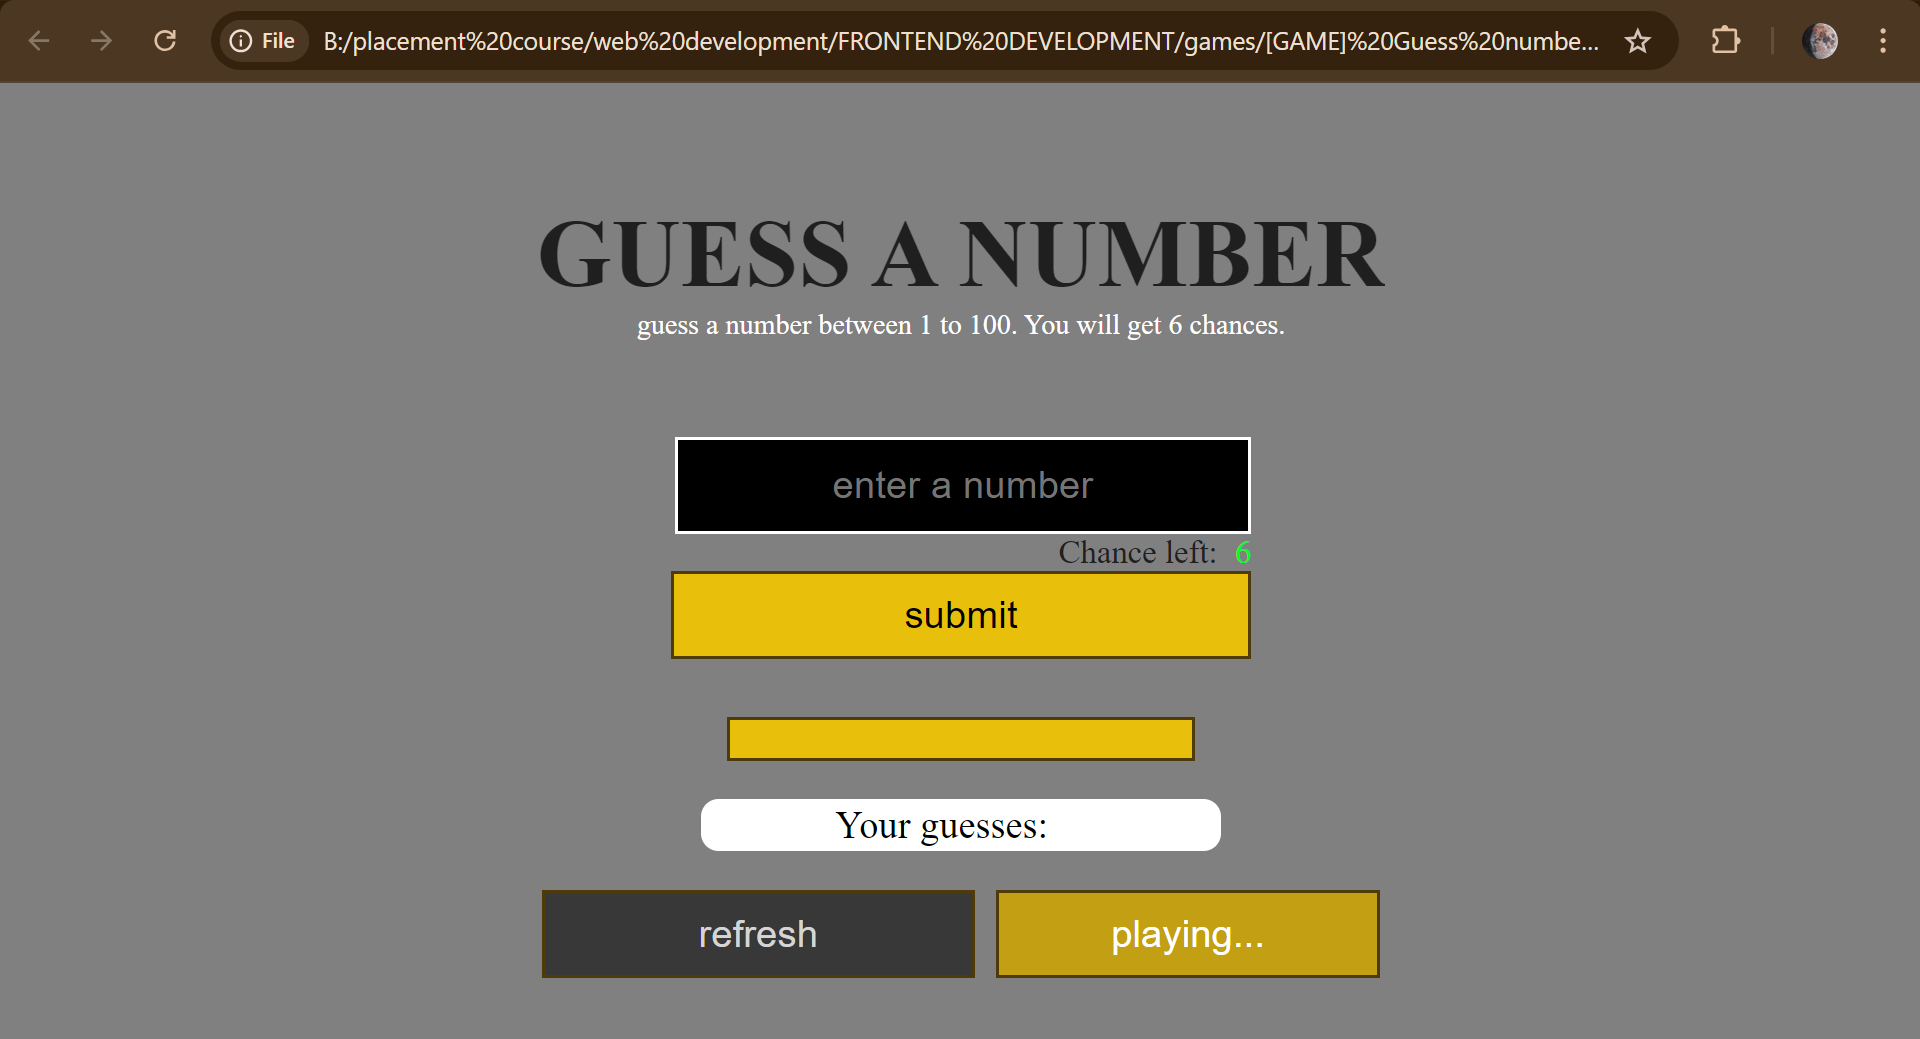 File B:/placement%20course/web%20development/FRONTEND%20DEVELOPMENT/games/[GAME]%20Guess%20numbe...
GUESS A NUMBER
guess a number between 1 to 100. You will get 6 chances.
enter a number
Chance left: 6
submit
Your guesses:
refresh playing...